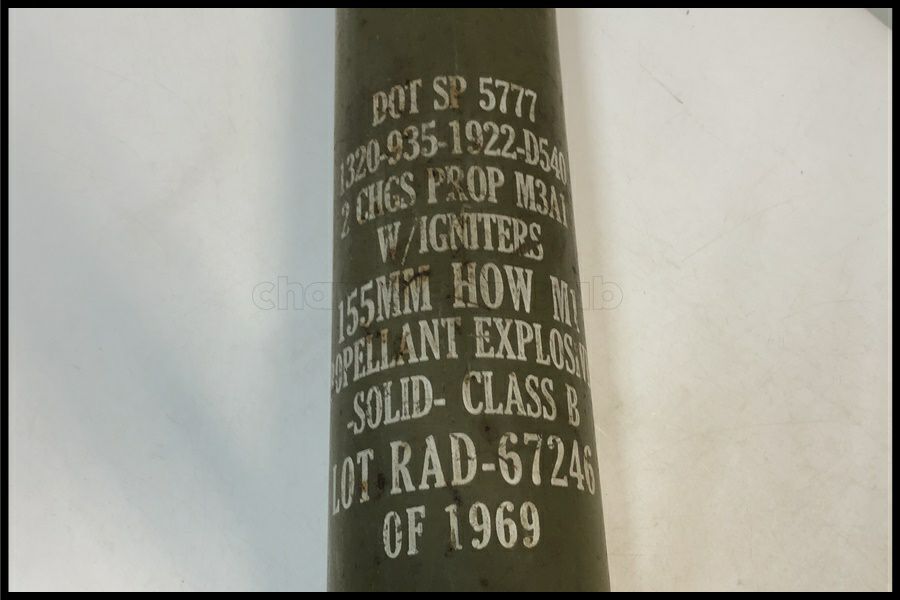 DOT SP 5777
1320-935-1922-D540
2 CHGS PROP M3A1
W/IGNITERS
155MM HOW M1
OPELLANT EXPLOSIV
-SOLID- CLASS B
LOT RAD-67246
OF 1969